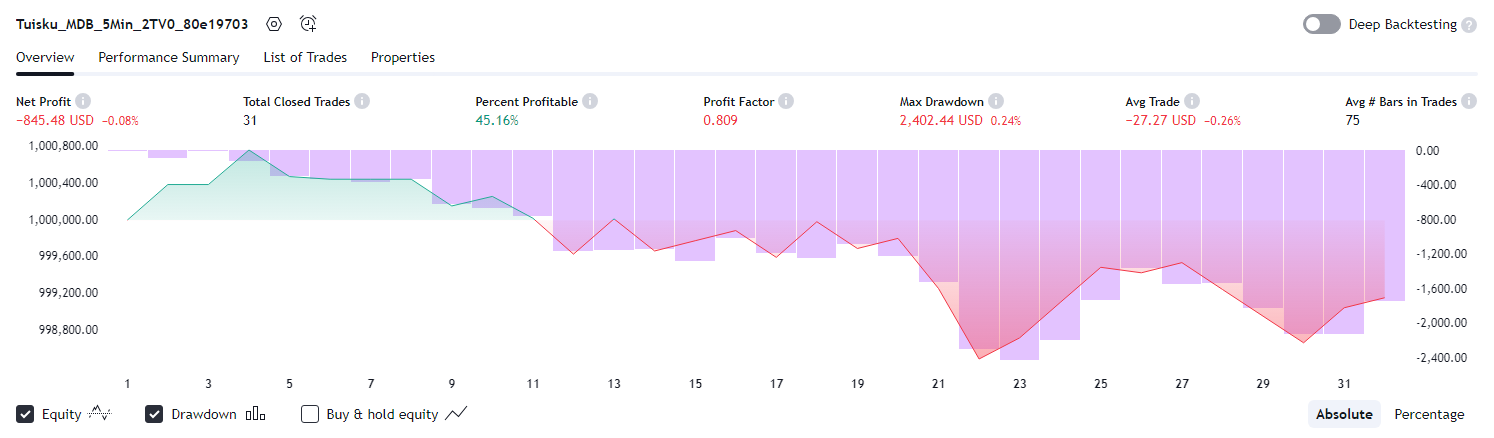 Tuisku_MDB_5Min_2TV0_80e19703 Deep Backtesting ?
Overview Performance Summary List of Trades Properties
Net Profit Total Closed Trades Percent Profitable Profit Factor Max Drawdown Avg Trade Avg # Bars in Trades
−845.48 USD −0.08% 31 45.16% 0.809 2,402.44 USD 0.24% −27.27 USD −0.26% 75
1,000,800.00 0.00
1,000,400.00 -400.00
1,000,000.00 -800.00
999,600.00 -1,200.00
999,200.00 -1,600.00
998,800.00 -2,000.00
-2,400.00
1 3 5 7 9 11 13 15 17 19 21 23 25 27 29 31
Equity Drawdown Buy & hold equity Absolute Percentage